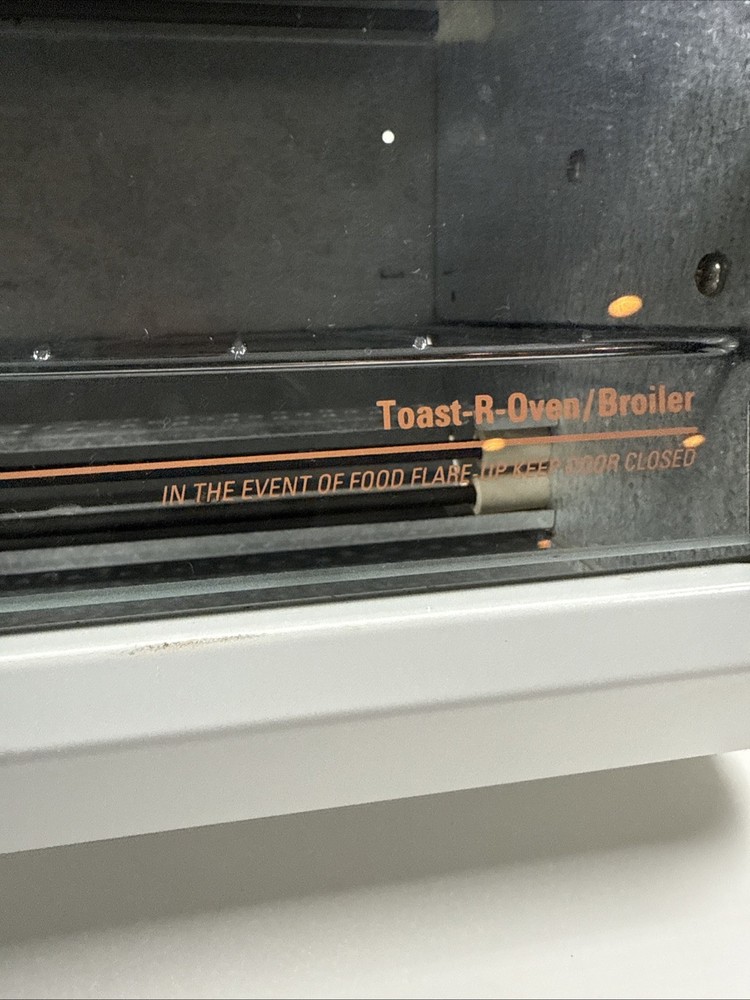 Toast-R-Oven/Broiler
IN THE EVENT OF FOOD FLARE-UP KEEP DOOR CLOSED